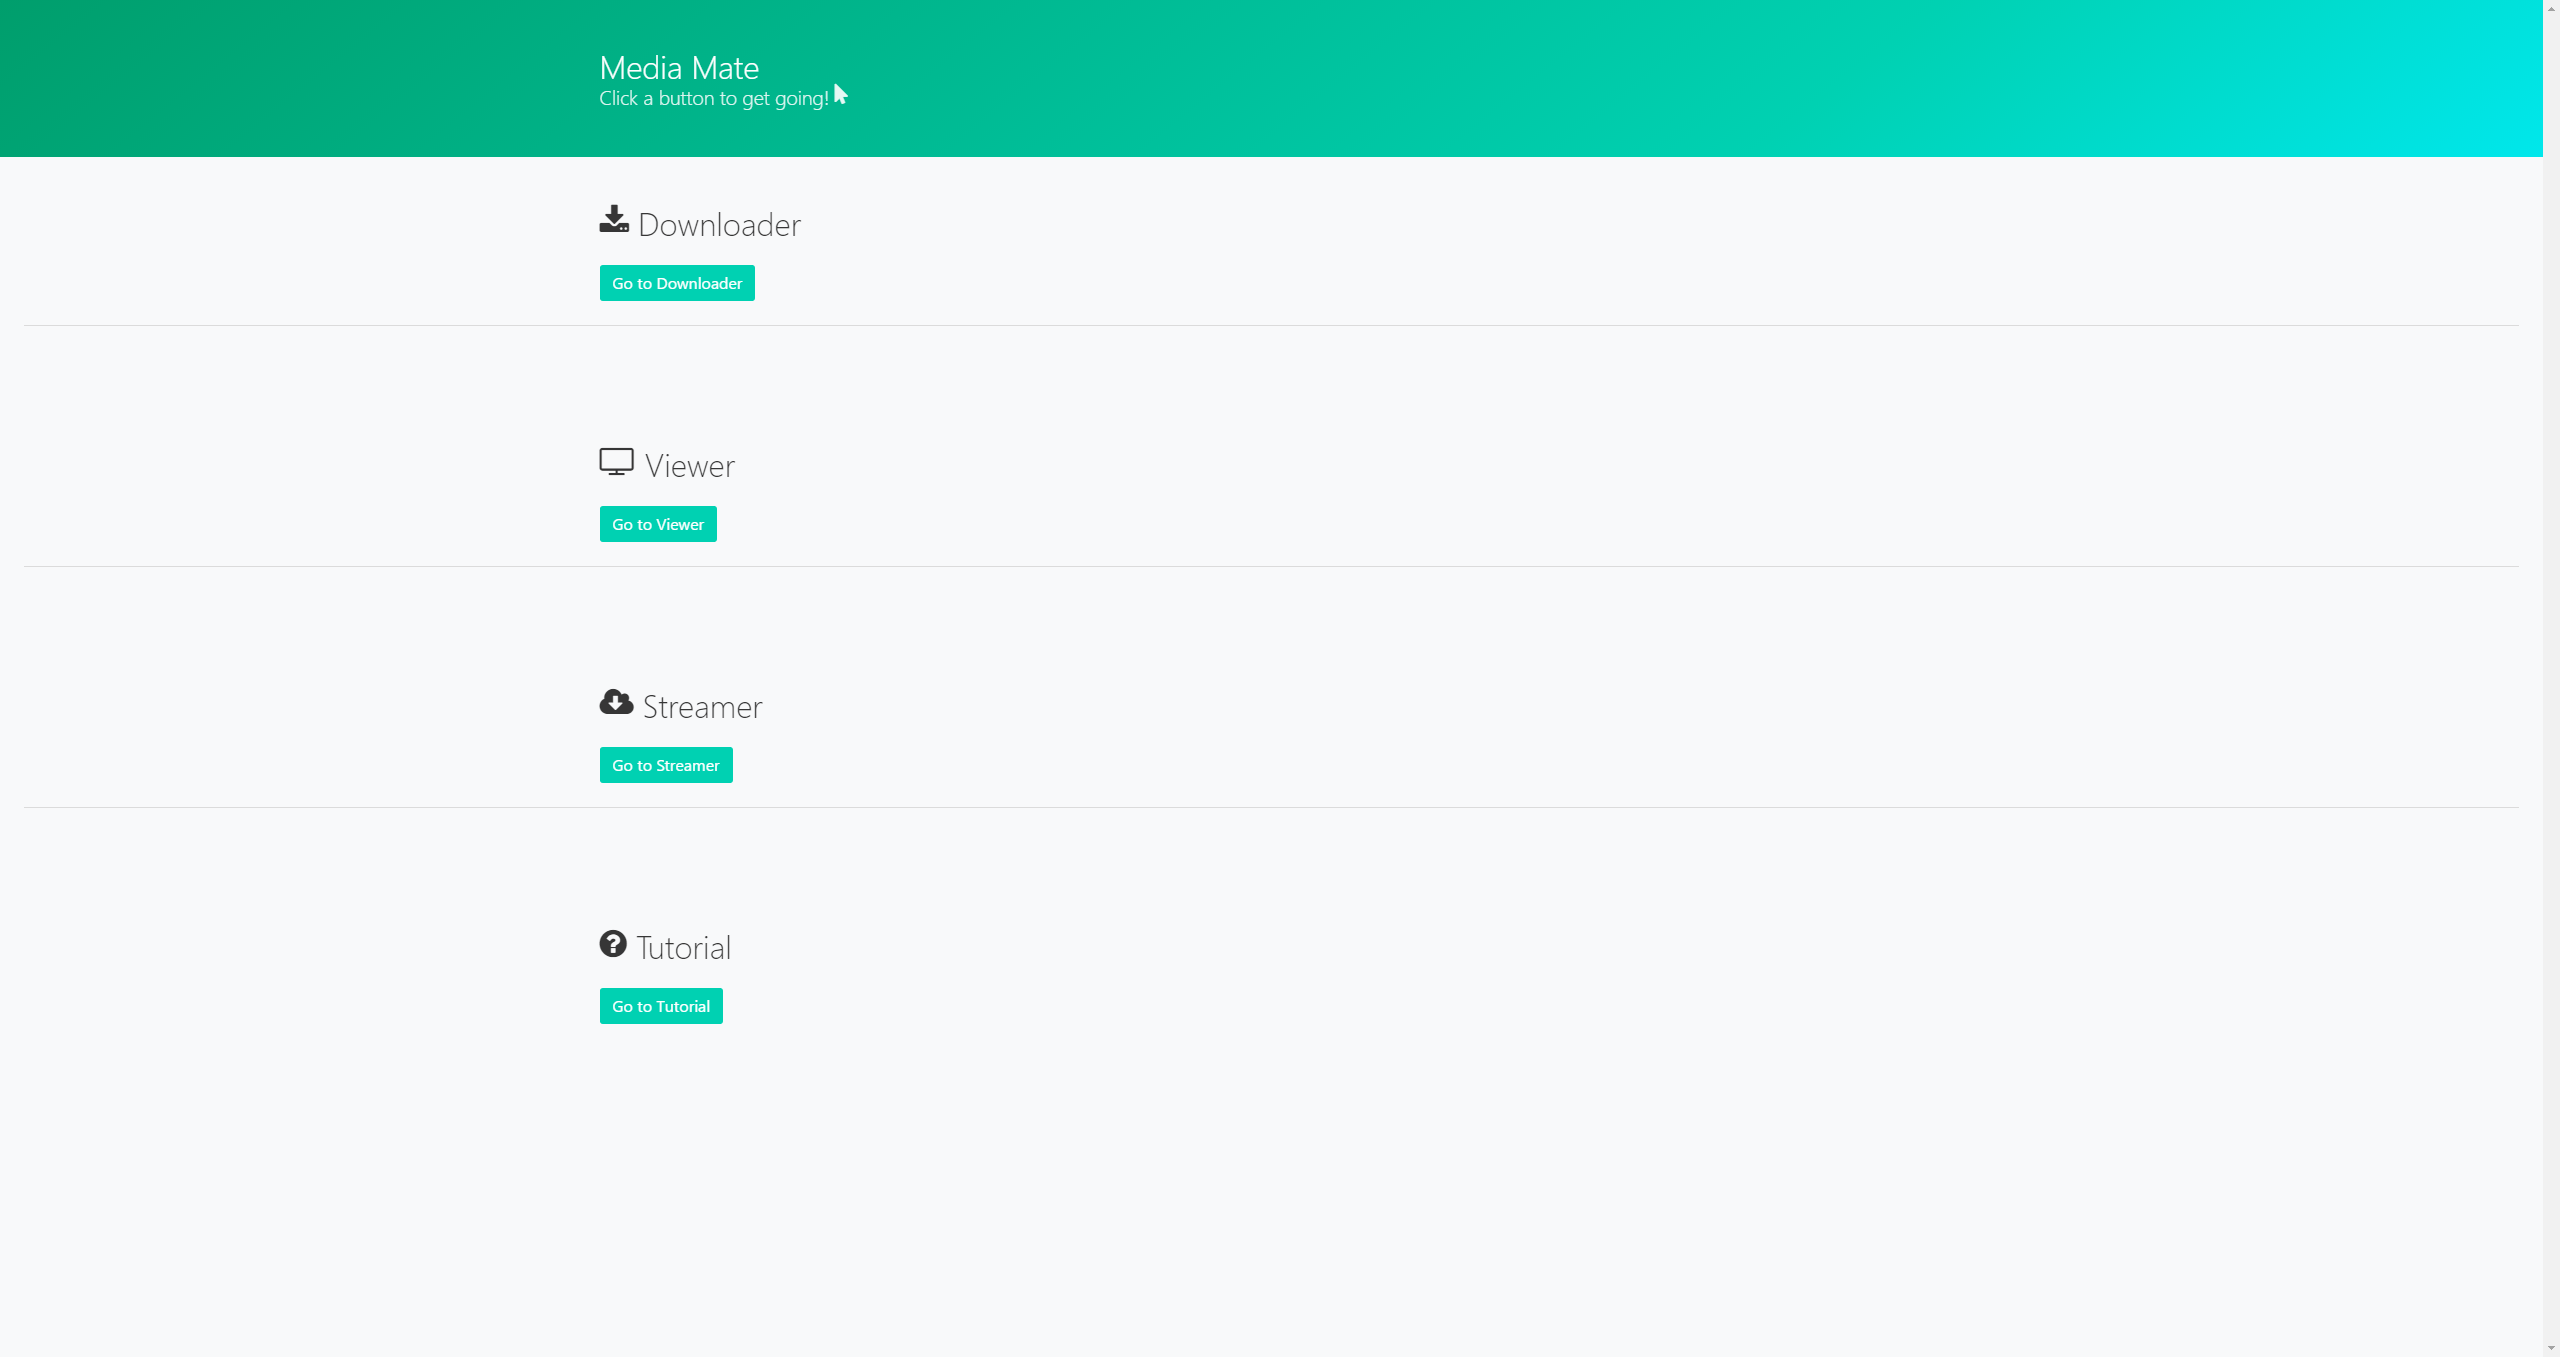 Media Mate
Click a button to get going!
Downloader
Go to Downloader
Viewer
Go to Viewer
Streamer
Go to Streamer
Tutorial
Go to Tutorial